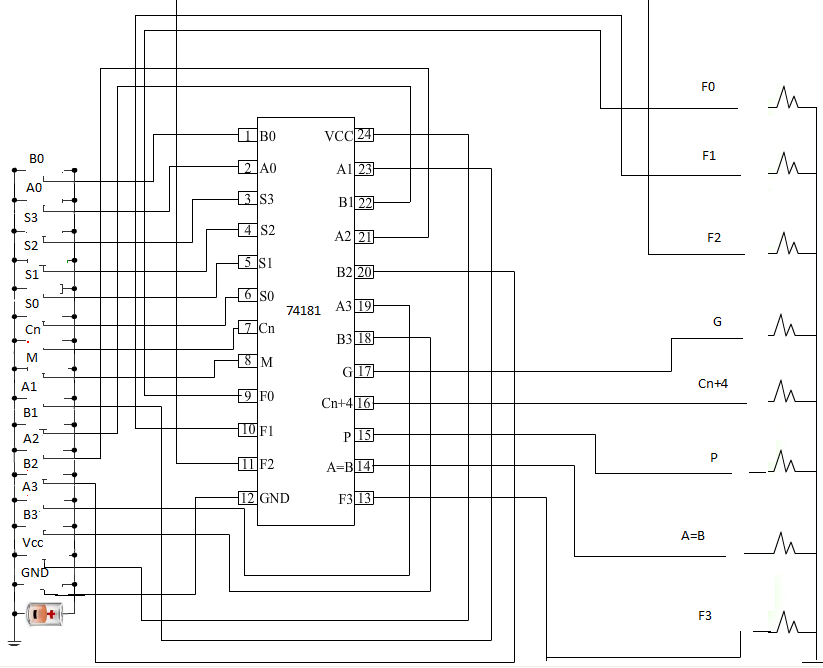 B0
A0
S3
S2
S1
S0
Cn
M
A1
B1
A2
B2
A3
B3
Vcc
GND
1 B0
2 A0
3 S3
4 S2
5 S1
6 S0
7 Cn
8 M
9 F0
10 F1
11 F2
12 GND
74181
VCC 24
A1 23
B1 22
A2 21
B2 20
A3 19
B3 18
G 17
Cn+4 16
P 15
A=B 14
F3 13
F0
F1
F2
G
Cn+4
P
A=B
F3